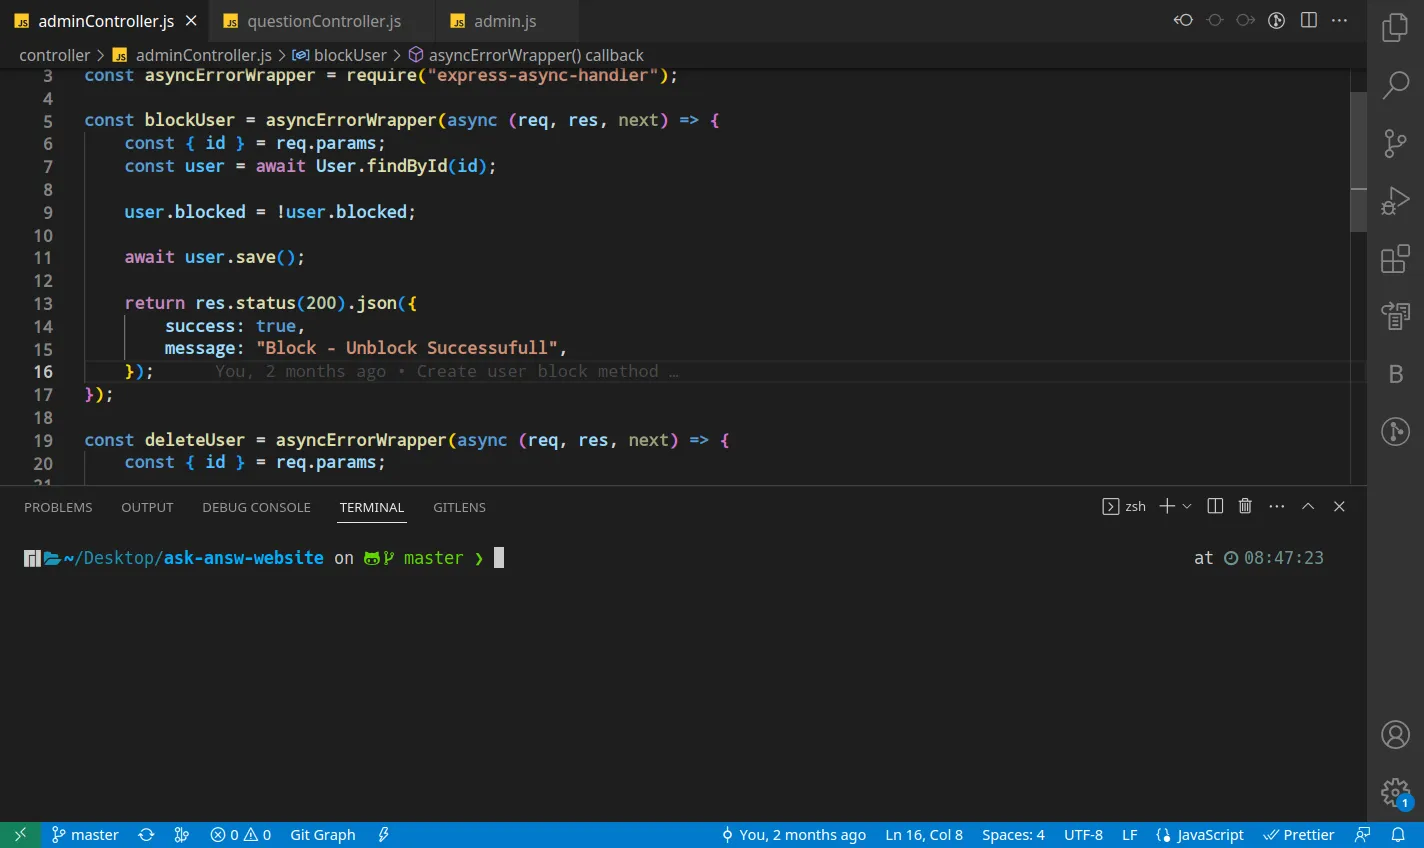 adminController.js
questionController.js
admin.js
controller > adminController.js > blockUser > asyncErrorWrapper() callback
3 const asyncErrorWrapper = require("express-async-handler");
4
5 const blockUser = asyncErrorWrapper(async (req, res, next) => {
6 const { id } = req.params;
7 const user = await User.findById(id);
8
9 user.blocked = !user.blocked;
10
11 await user.save();
12
13 return res.status(200).json({
14 success: true,
15 message: "Block - Unblock Successufull",
16 }); You, 2 months ago • Create user block method …
17 });
18
19 const deleteUser = asyncErrorWrapper(async (req, res, next) => {
20 const { id } = req.params;
21
B
PROBLEMS OUTPUT DEBUG CONSOLE TERMINAL GITLENS zsh
~/Desktop/ask-answ-website on master ❯ at 08:47:23
1
master 0 0 Git Graph You, 2 months ago Ln 16, Col 8 Spaces: 4 UTF-8 LF JavaScript Prettier